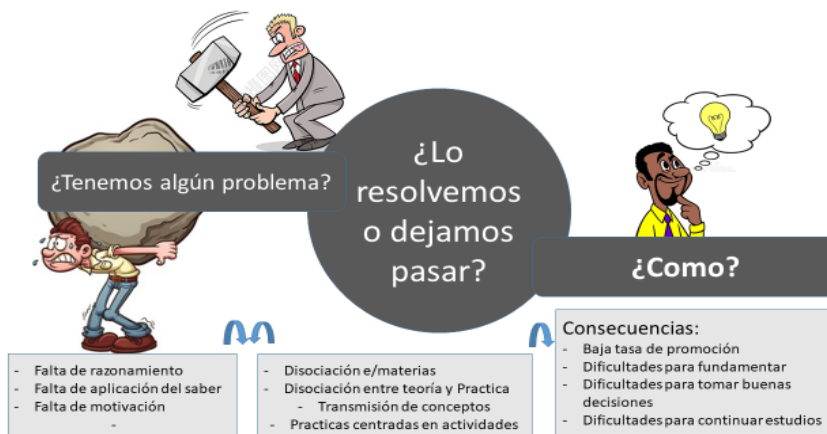 ¿Tenemos algún problema?
¿Lo
resolvemos
o dejamos
pasar?
¿Como?
- Falta de razonamiento
- Falta de aplicación del saber
- Falta de motivación
-
- Disociación e/materias
- Disociación entre teoría y Practica
- Transmisión de conceptos
- Practicas centradas en actividades
Consecuencias:
- Baja tasa de promoción
- Dificultades para fundamentar
- Dificultades para tomar buenas
decisiones
- Dificultades para continuar estudios